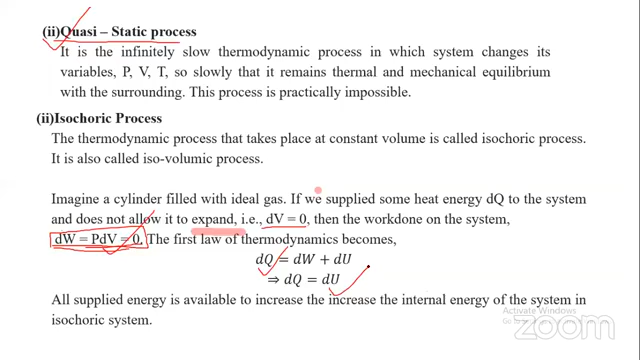 (ii)Quasi – Static process
It is the infinitely slow thermodynamic process in which system changes its
variables, P, V, T, so slowly that it remains thermal and mechanical equilibrium
with the surrounding. This process is practically impossible.
(ii)Isochoric Process
The thermodynamic process that takes place at constant volume is called isochoric process.
It is also called iso-volumic process.
Imagine a cylinder filled with ideal gas. If we supplied some heat energy dQ to the system
and does not allow it to expand, i.e., dV = 0, then the workdone on the system,
dW = PdV = 0. The first law of thermodynamics becomes,
dQ = dW + dU
⇒ dQ = dU
All supplied energy is available to increase the increase the internal energy of the system in
isochoric system.
Activate Windows
zoom